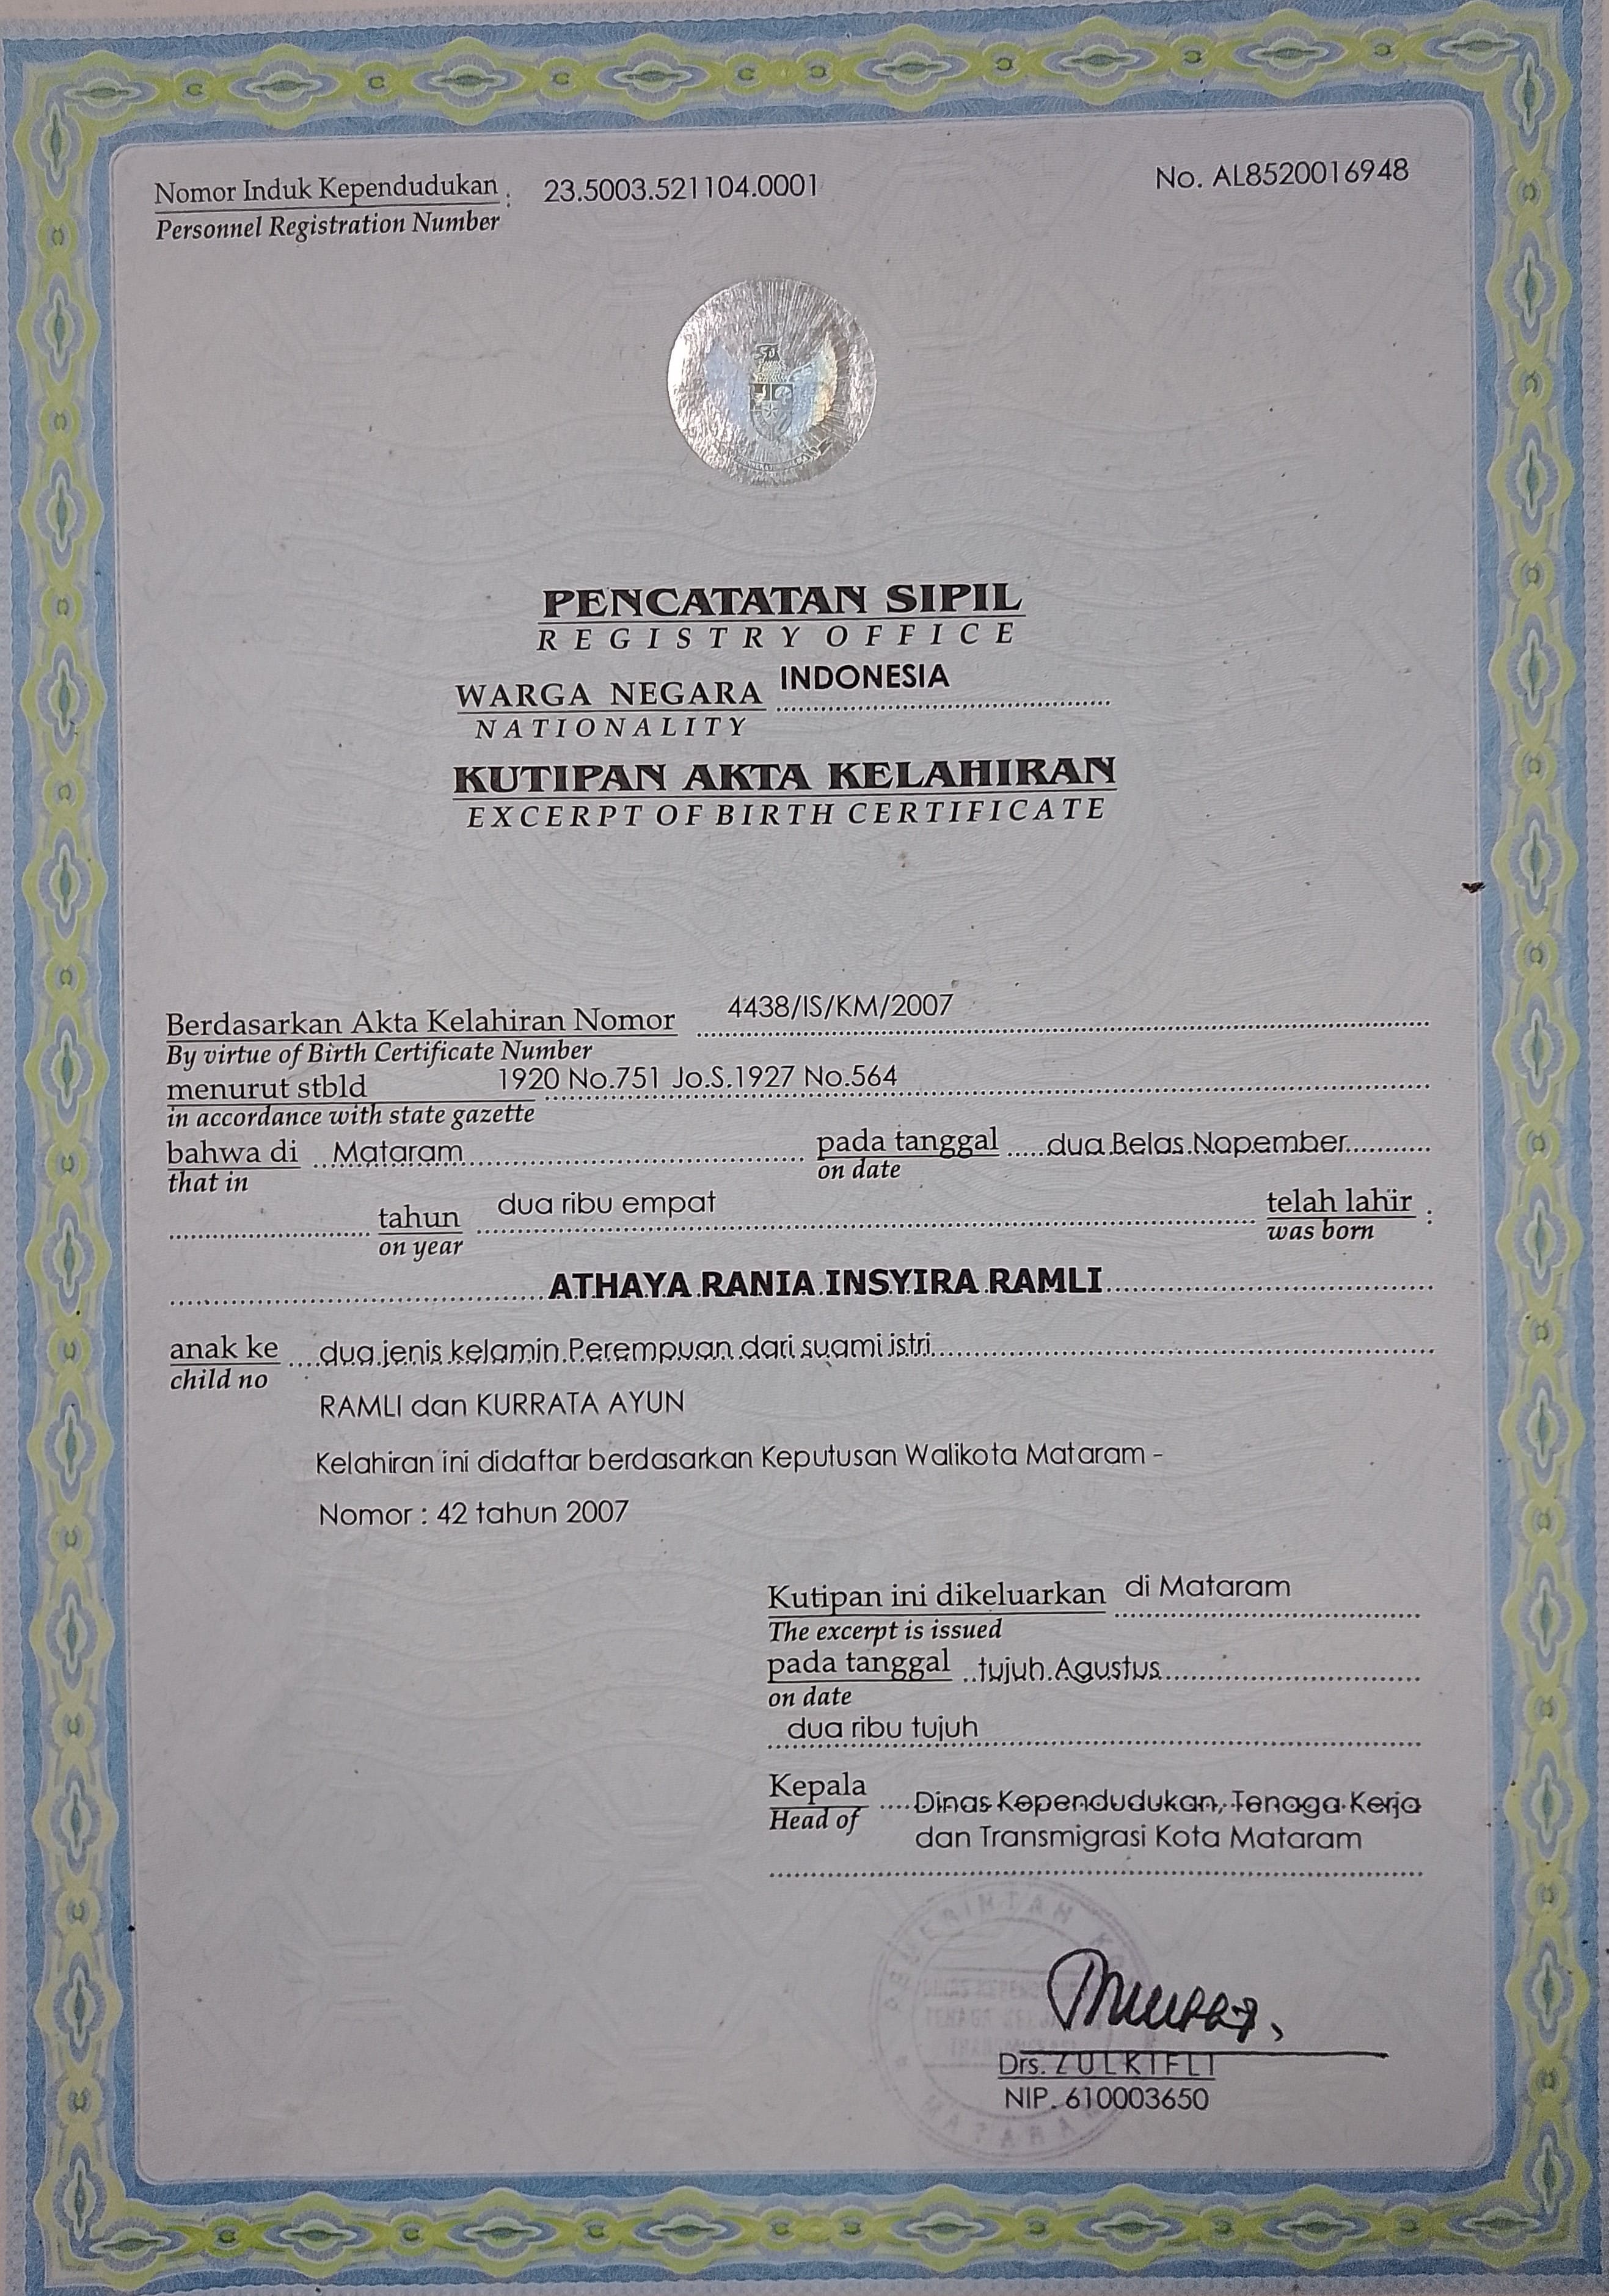 Nomor Induk Kependudukan : 23.5003.521104.0001
Personnel Registration Number
No. AL8520016948
PENCATATAN SIPIL
REGISTRY OFFICE
WARGA NEGARA INDONESIA
NATIONALITY
KUTIPAN AKTA KELAHIRAN
EXCERPT OF BIRTH CERTIFICATE
Berdasarkan Akta Kelahiran Nomor 4438/IS/KM/2007
By virtue of Birth Certificate Number
menurut stbld 1920 No.751 Jo.S.1927 No.564
in accordance with state gazette
bahwa di Mataram pada tanggal dua Belas Nopember
that in on date
tahun dua ribu empat telah lahir :
on year was born
ATHAYA RANIA INSYIRA RAMLI
anak ke dua jenis kelamin Perempuan dari suami istri
child no
RAMLI dan KURRATA AYUN
Kelahiran ini didaftar berdasarkan Keputusan Walikota Mataram -
Nomor : 42 tahun 2007
Kutipan ini dikeluarkan di Mataram
The excerpt is issued
pada tanggal tujuh Agustus
on date
dua ribu tujuh
Kepala Dinas Kependudukan, Tenaga Kerja
Head of dan Transmigrasi Kota Mataram
Drs. ZULKIFLI
NIP. 610003650